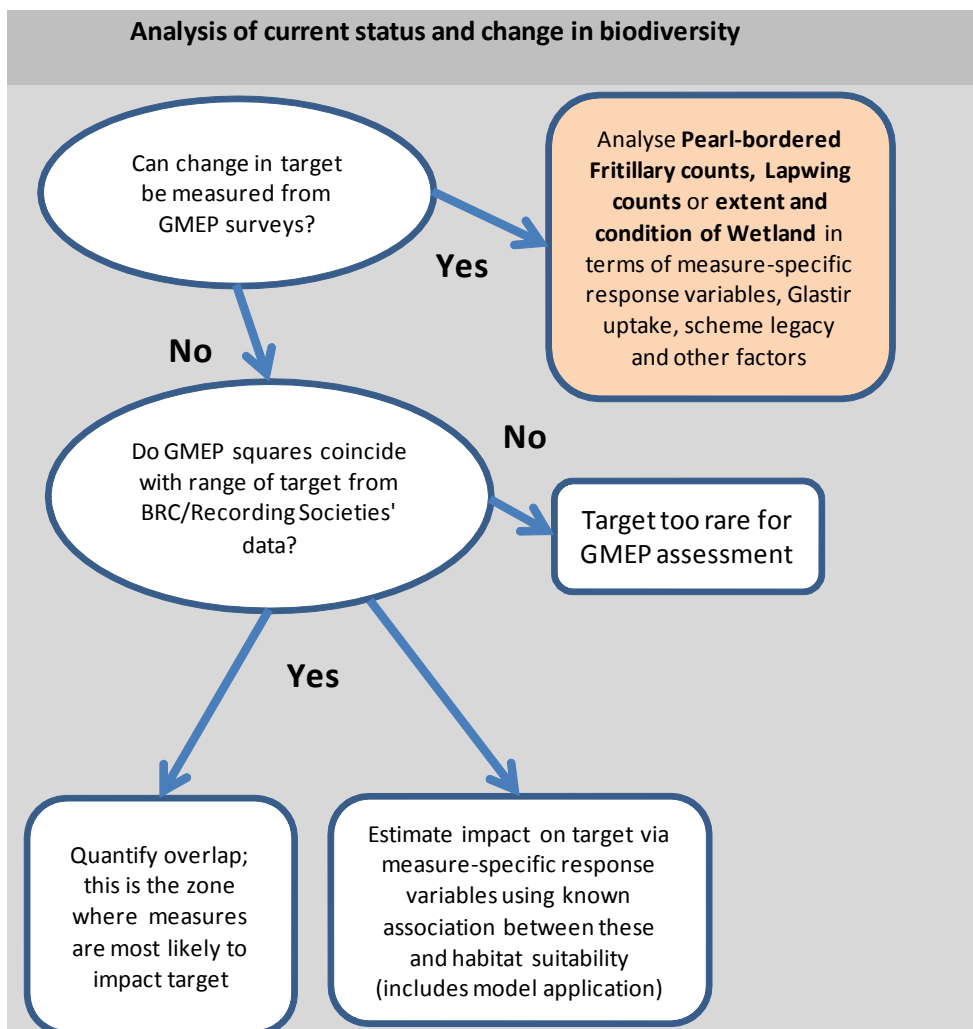 Analysis of current status and change in biodiversity
Can change in target
be measured from
GMEP surveys?
Analyse Pearl-bordered
Fritillary counts, Lapwing
counts or extent and
condition of Wetland in
terms of measure-specific
response variables, Glastir
uptake, scheme legacy
and other factors
Yes
No
Do GMEP squares coincide
with range of target from
BRC/Recording Societies'
data?
No
Target too rare for
GMEP assessment
Yes
Quantify overlap;
this is the zone
where measures
are most likely to
impact target
Estimate impact on target via
measure-specific response
variables using known
association between these
and habitat suitability
(includes model application)